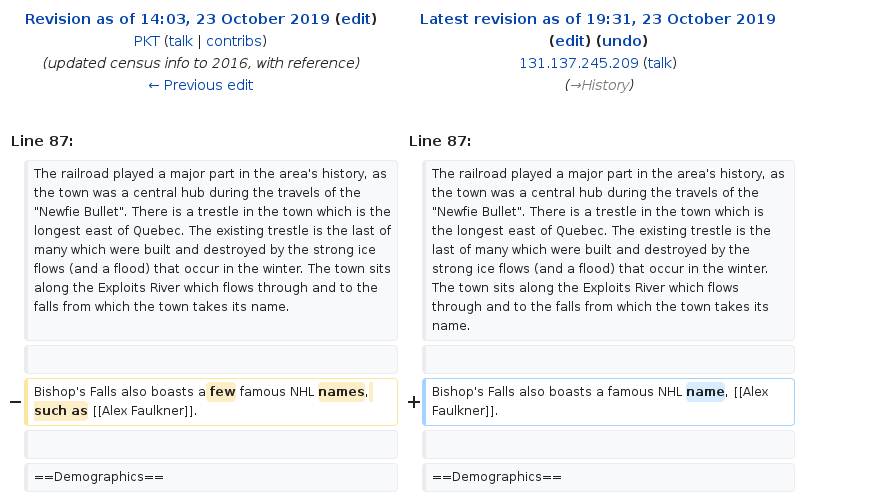 Revision as of 14:03, 23 October 2019 (edit)
PKT (talk | contribs)
(updated census info to 2016, with reference)
← Previous edit
Latest revision as of 19:31, 23 October 2019
(edit) (undo)
131.137.245.209 (talk)
(→History)
Line 87:
Line 87:
The railroad played a major part in the area's history, as
the town was a central hub during the travels of the
"Newfie Bullet". There is a trestle in the town which is the
longest east of Quebec. The existing trestle is the last of
many which were built and destroyed by the strong ice
flows (and a flood) that occur in the winter. The town sits
along the Exploits River which flows through and to the
falls from which the town takes its name.
The railroad played a major part in the area's history, as
the town was a central hub during the travels of the
"Newfie Bullet". There is a trestle in the town which is
the longest east of Quebec. The existing trestle is the
last of many which were built and destroyed by the
strong ice flows (and a flood) that occur in the winter.
The town sits along the Exploits River which flows
through and to the falls from which the town takes its
name.
− Bishop's Falls also boasts a few famous NHL names,
such as [[Alex Faulkner]].
+ Bishop's Falls also boasts a famous NHL name, [[Alex
Faulkner]].
==Demographics==
==Demographics==